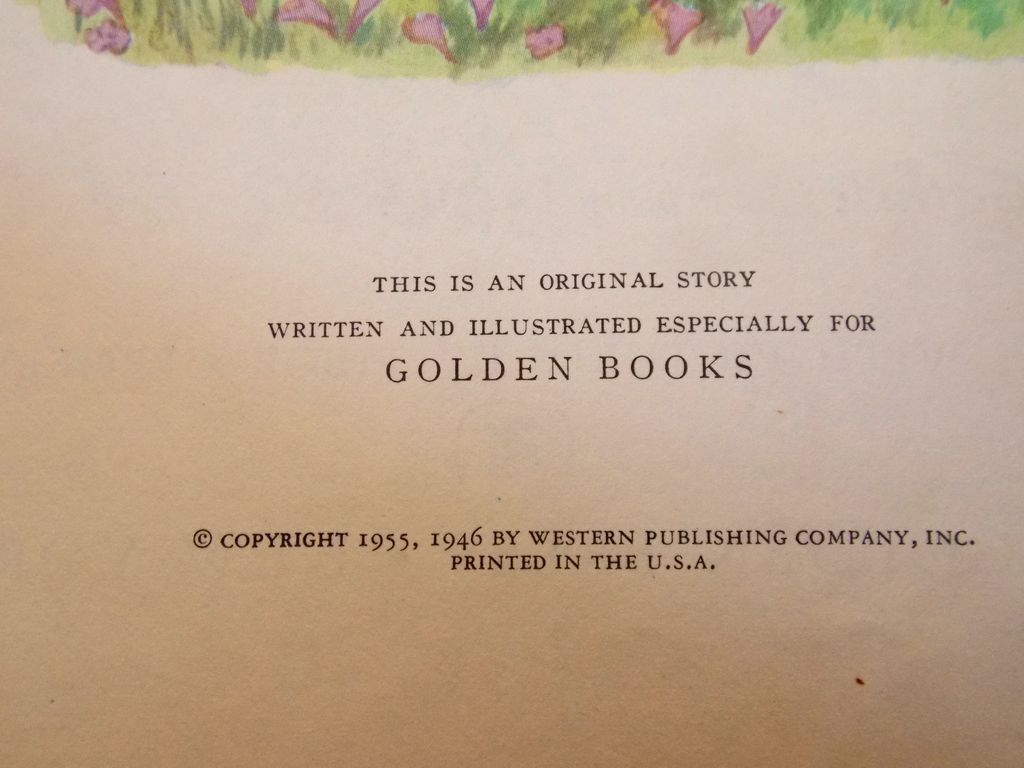 THIS IS AN ORIGINAL STORY
WRITTEN AND ILLUSTRATED ESPECIALLY FOR
GOLDEN BOOKS
© COPYRIGHT 1955, 1946 BY WESTERN PUBLISHING COMPANY, INC.
PRINTED IN THE U.S.A.